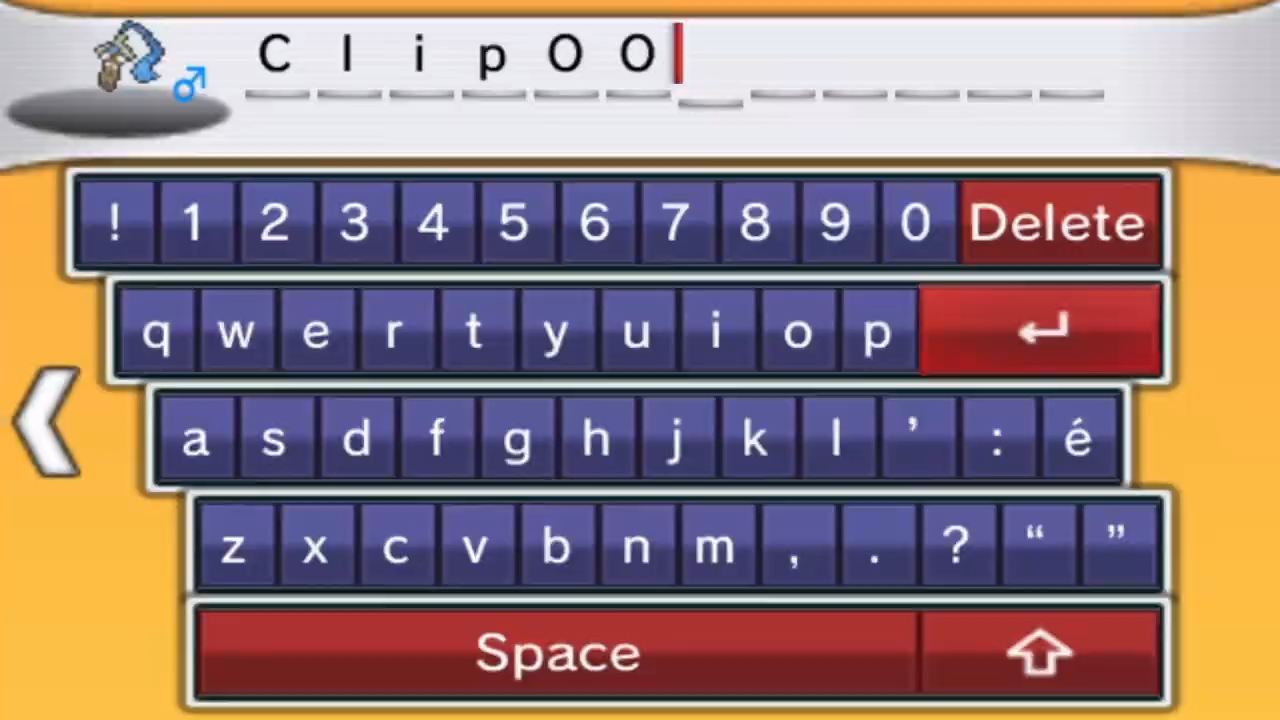 ClipOO
! 1 2 3 4 5 6 7 8 9 0 Delete
q w e r t y u i o p
a s d f g h j k l ’ : é
z x c v b n m , . ? “ ”
Space